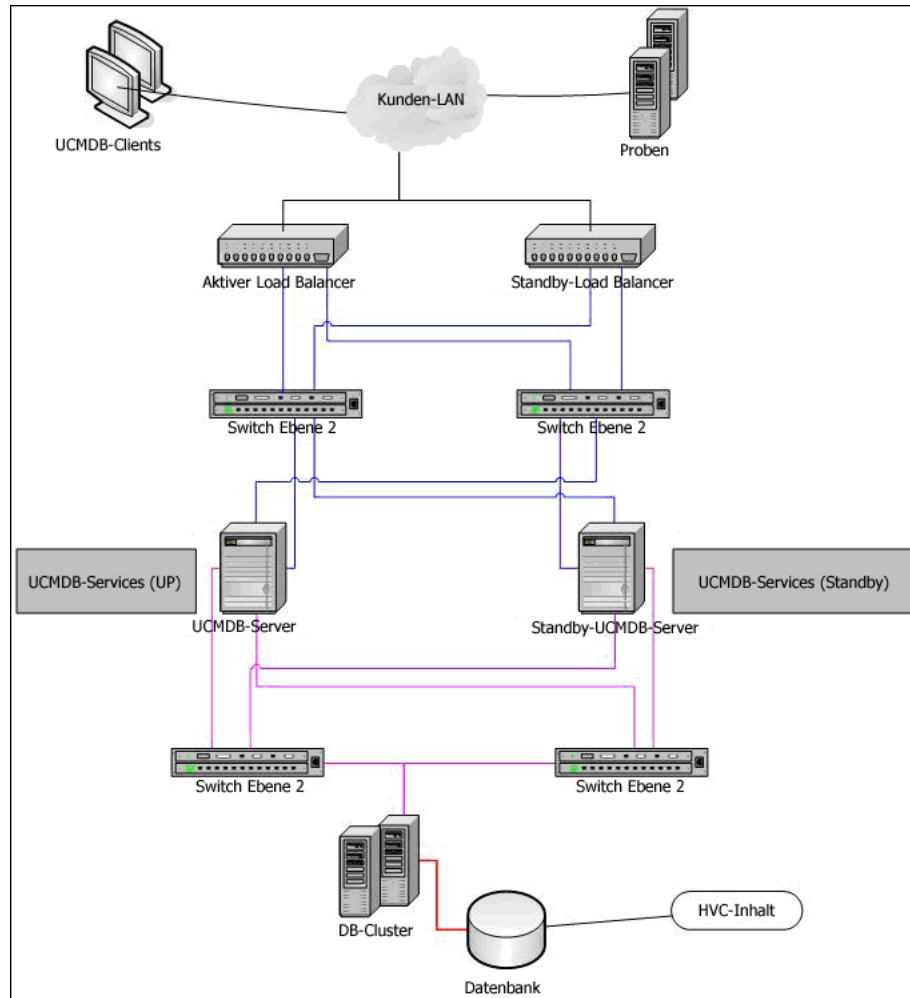 Kunden-LAN
UCMDB-Clients
Proben
Aktiver Load Balancer
Standby-Load Balancer
Switch Ebene 2
Switch Ebene 2
UCMDB-Services (UP)
UCMDB-Services (Standby)
UCMDB-Server
Standby-UCMDB-Server
Switch Ebene 2
Switch Ebene 2
HVC-Inhalt
DB-Cluster
Datenbank